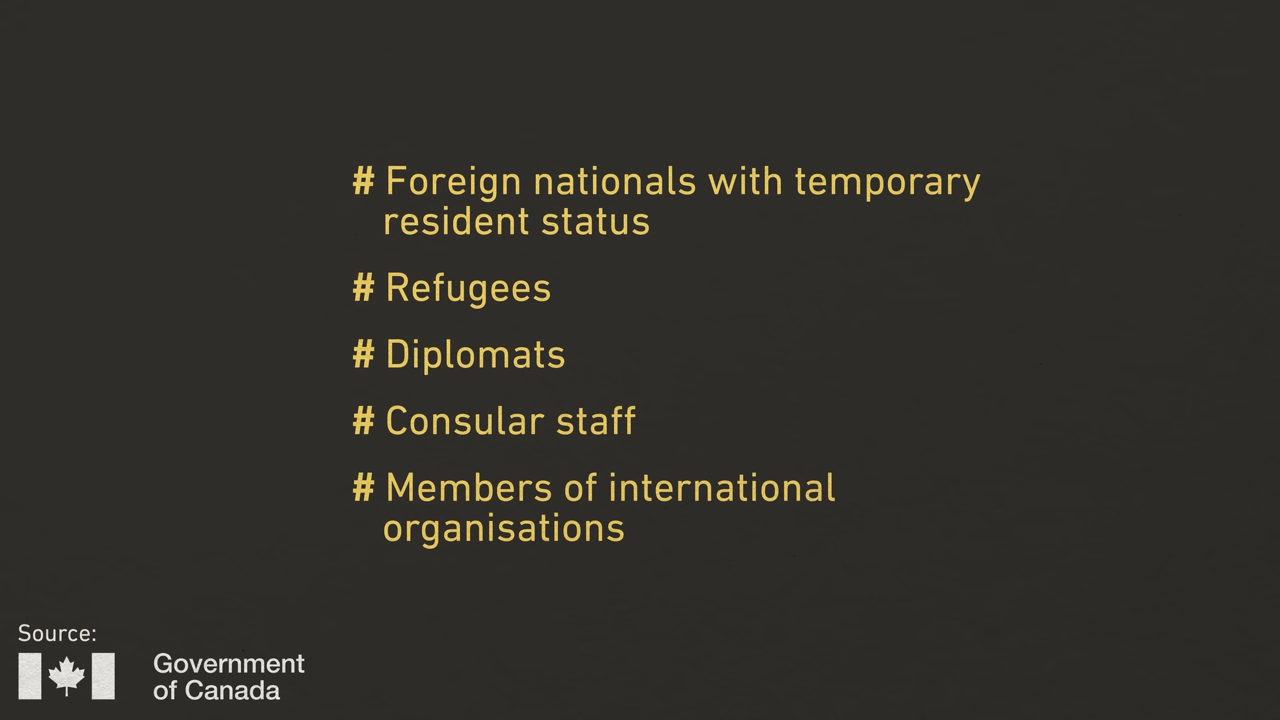 # Foreign nationals with temporary
resident status
# Refugees
# Diplomats
# Consular staff
# Members of international
organisations
Source:
Government
of Canada